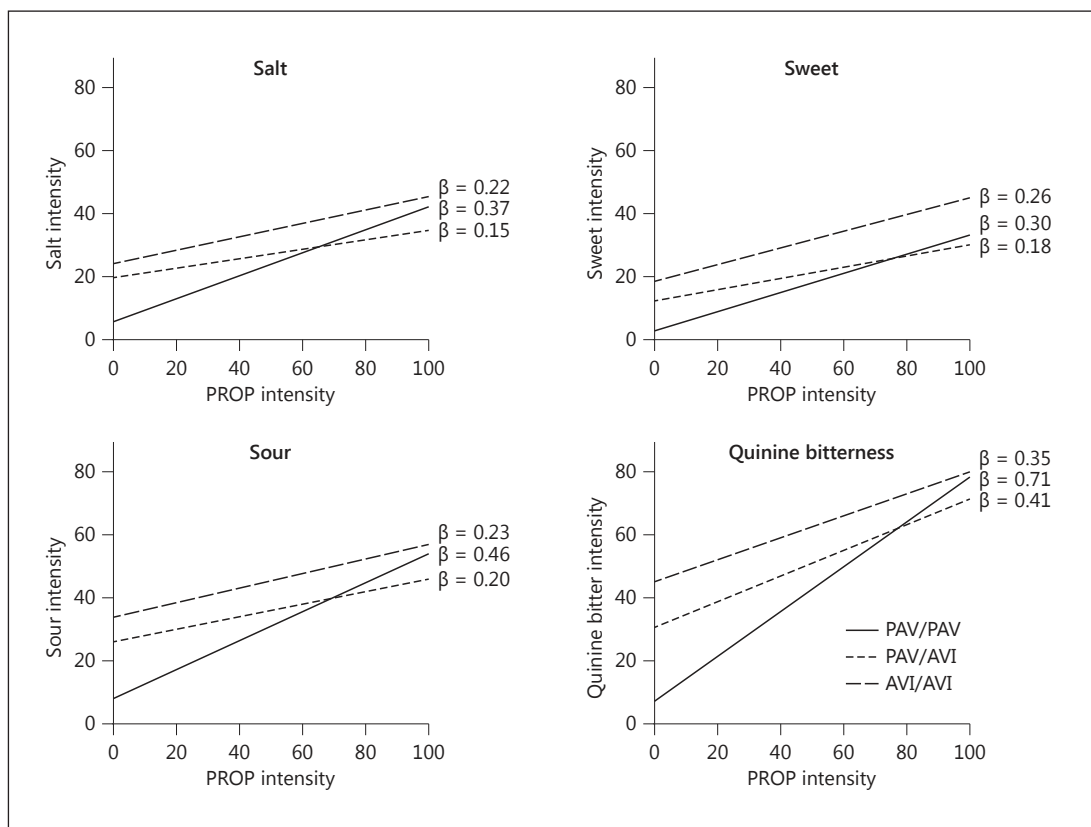 Salt
80
60
40
20
0
Salt intensity
β = 0.22
β = 0.37
β = 0.15
0 20 40 60 80 100
PROP intensity
Sweet
80
60
40
20
0
Sweet intensity
β = 0.26
β = 0.30
β = 0.18
0 20 40 60 80 100
PROP intensity
Sour
80
60
40
20
0
Sour intensity
β = 0.23
β = 0.46
β = 0.20
0 20 40 60 80 100
PROP intensity
Quinine bitterness
80
60
40
20
0
Quinine bitter intensity
β = 0.35
β = 0.71
β = 0.41
PAV/PAV
PAV/AVI
AVI/AVI
0 20 40 60 80 100
PROP intensity